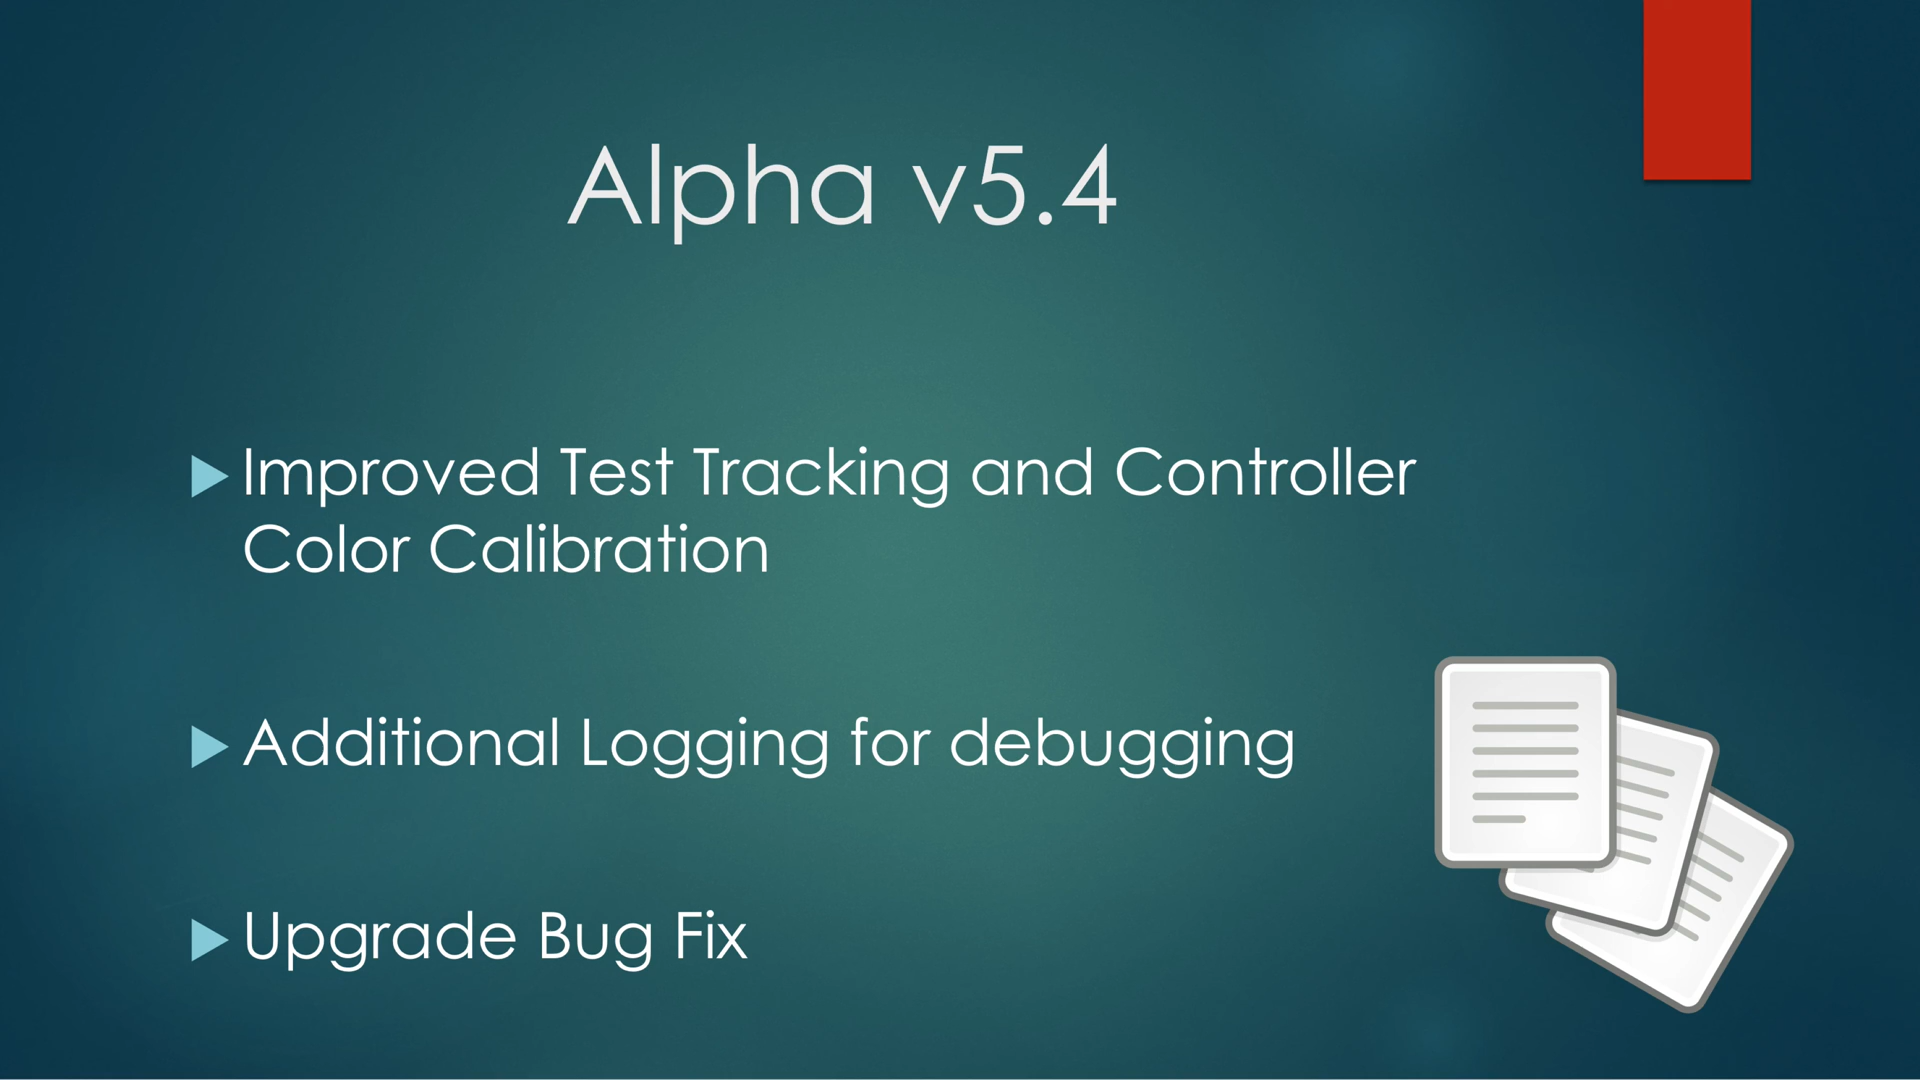 Alpha v5.4
Improved Test Tracking and Controller
Color Calibration
Additional Logging for debugging
Upgrade Bug Fix